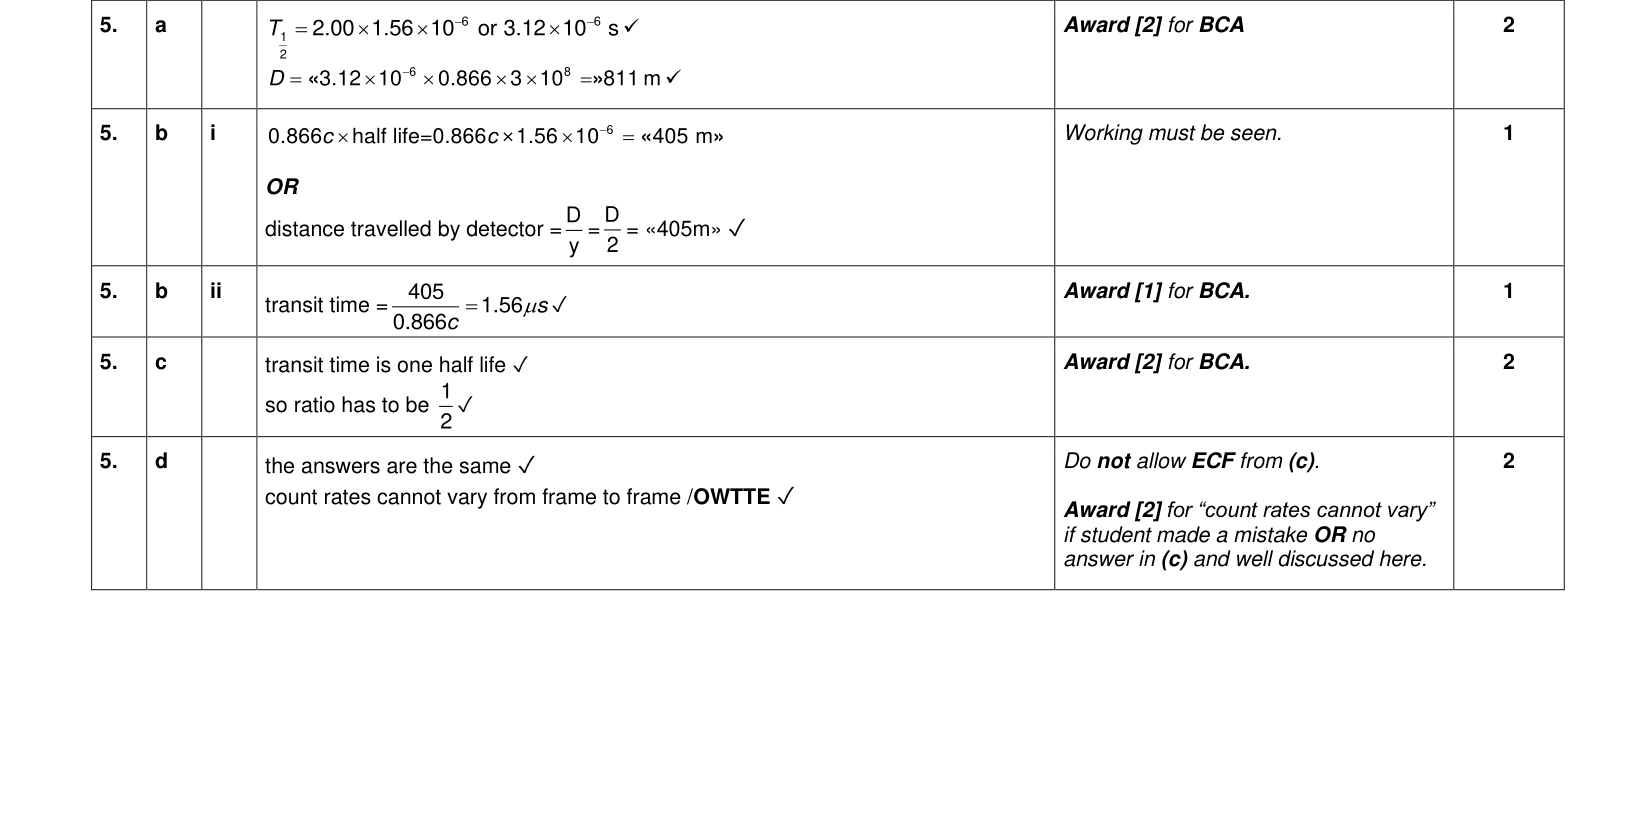 5. a T½ = 2.00×1.56×10⁻⁶ or 3.12×10⁻⁶ s ✓ Award [2] for BCA 2
D = «3.12×10⁻⁶ ×0.866×3×10⁸ =»811 m ✓
5. b i 0.866c×half life=0.866c×1.56×10⁻⁶ = «405 m» Working must be seen. 1
OR
distance travelled by detector = D/y = D/2 = «405m» ✓
5. b ii transit time = 405/0.866c = 1.56μs ✓ Award [1] for BCA. 1
5. c transit time is one half life ✓ Award [2] for BCA. 2
so ratio has to be 1/2 ✓
5. d the answers are the same ✓ Do not allow ECF from (c). 2
count rates cannot vary from frame to frame /OWTTE ✓
Award [2] for “count rates cannot vary”
if student made a mistake OR no
answer in (c) and well discussed here.